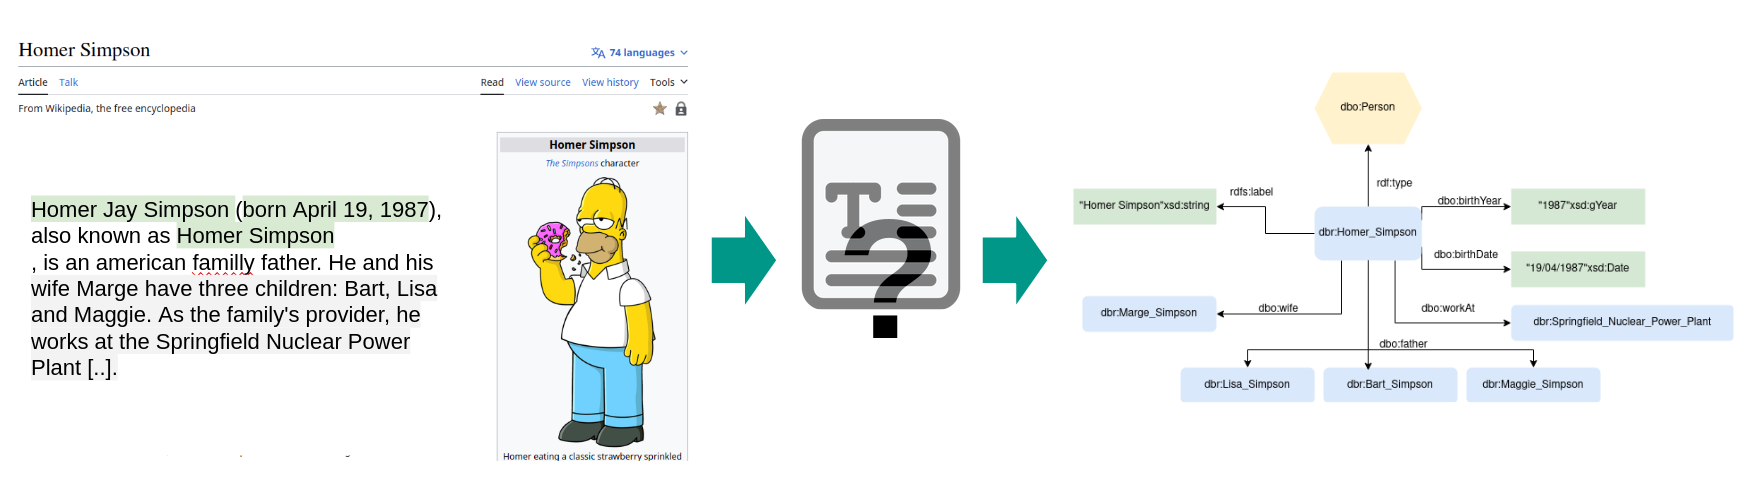 Homer Simpson
74 languages
Article Talk Read View source View history Tools
From Wikipedia, the free encyclopedia
Homer Simpson
The Simpsons character
Homer Jay Simpson (born April 19, 1987),
also known as Homer Simpson
, is an american familly father. He and his
wife Marge have three children: Bart, Lisa
and Maggie. As the family's provider, he
works at the Springfield Nuclear Power
Plant [..].
Homer eating a classic strawberry sprinkled
T
?
dbo:Person
rdf:type
rdfs:label
"Homer Simpson"xsd:string
dbr:Homer_Simpson
dbo:birthYear
"1987"xsd:gYear
dbo:birthDate
"19/04/1987"xsd:Date
dbo:wife
dbr:Marge_Simpson
dbo:workAt
dbr:Springfield_Nuclear_Power_Plant
dbo:father
dbr:Lisa_Simpson
dbr:Bart_Simpson
dbr:Maggie_Simpson